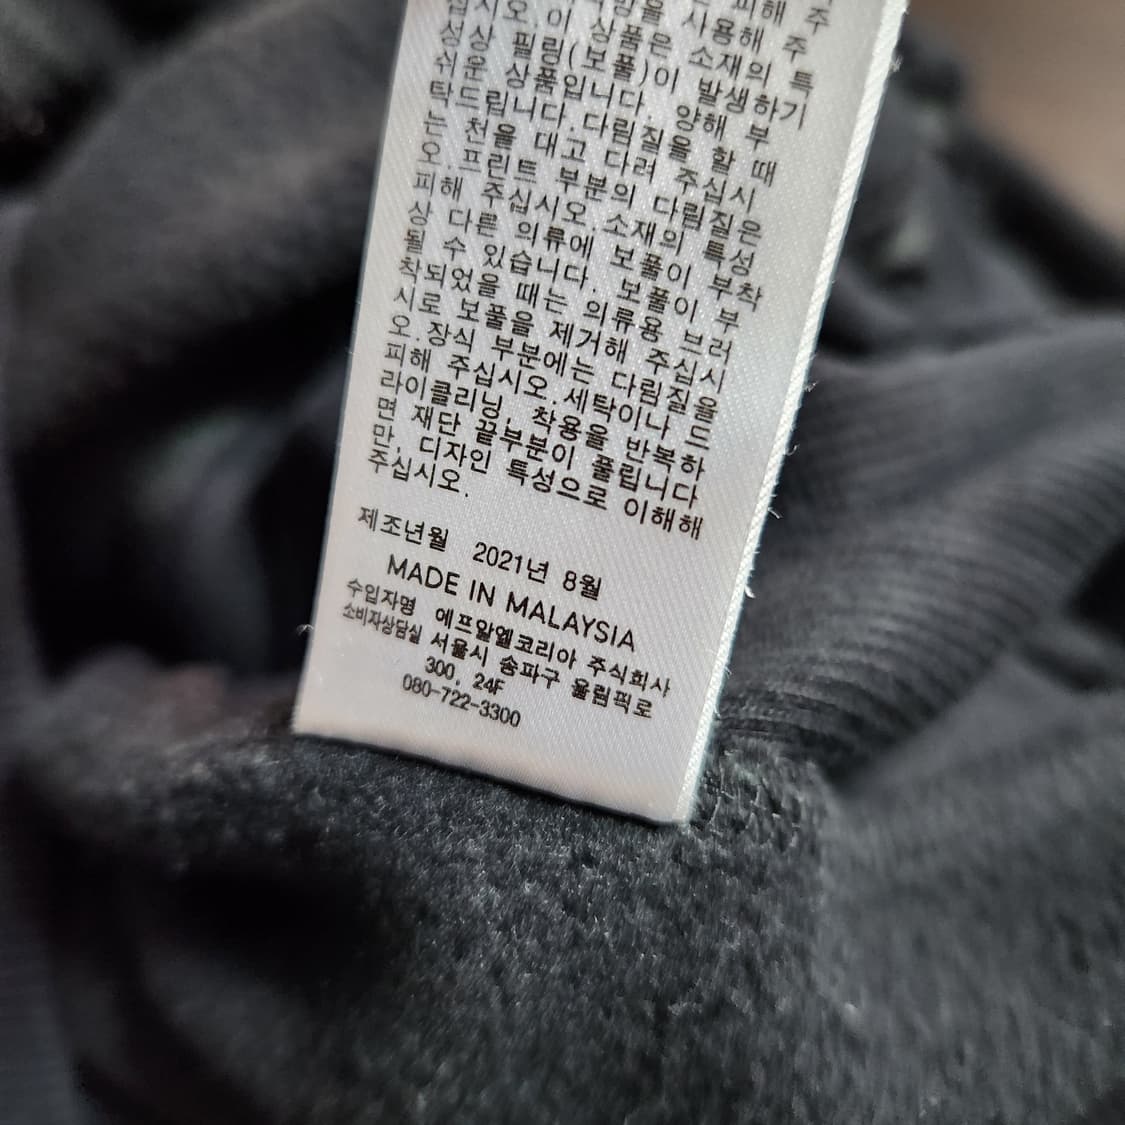 피해 주
망을 사용해 주
십시오 이 상품은 소재의 특
성상 필링(보풀)이 발생하기
쉬운 상품입니다. 양해 부
탁드립니다.다림질을 할 때
는 천을 대고 다려 주십시
오.프린트 부분의 다림질은
피해 주십시오.소재의 특성
상 다른 의류에 보풀이 부착
될 수 있습니다. 보풀이 부
착되었을 때는 의류용 브러
시로 보풀을 제거해 주십시
오.장식 부분에는 다림질을
피해 주십시오.세탁이나 드
라이클리닝, 착용을 반복하
면 재단 끝부분이 풀립니다
만, 디자인 특성으로 이해해
주십시오.
제조년월 2021년 8월
MADE IN MALAYSIA
수입자명 에프알엘코리아 주식회사
소비자상담실 서울시 송파구 올림픽로
300, 24F
080-722-3300